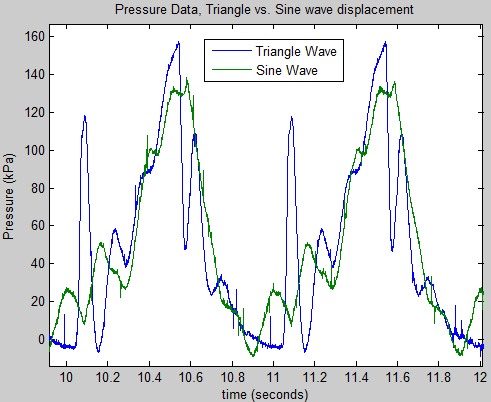 Pressure Data, Triangle vs. Sine wave displacement
Triangle Wave
Sine Wave
Pressure (kPa)
160
140
120
100
80
60
40
20
0
10 10.2 10.4 10.6 10.8 11 11.2 11.4 11.6 11.8 12
time (seconds)